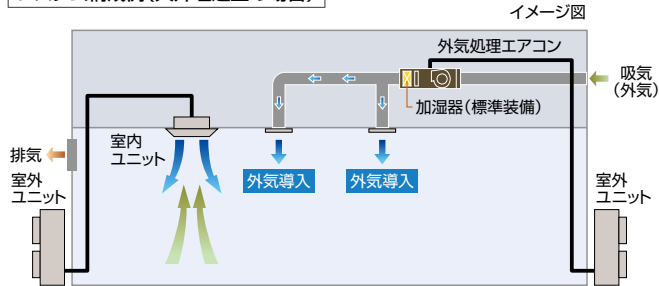 イメージ図
外気処理エアコン
吸気
（外気）
加湿器（標準装備）
室内
ユニット
排気
外気導入
外気導入
室外
ユニット
室外
ユニット